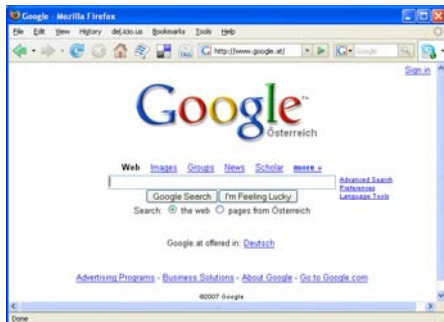 Google - Mozilla Firefox
File Edit View History del.icio.us Bookmarks Tools Help
TAG http://www.google.at/ Google
Sign in
Google™
Österreich
Web Images Groups News Scholar more »
Advanced Search
Preferences
Language Tools
Google Search I'm Feeling Lucky
Search: the web pages from Österreich
Google.at offered in: Deutsch
Advertising Programs - Business Solutions - About Google - Go to Google.com
©2007 Google
Done